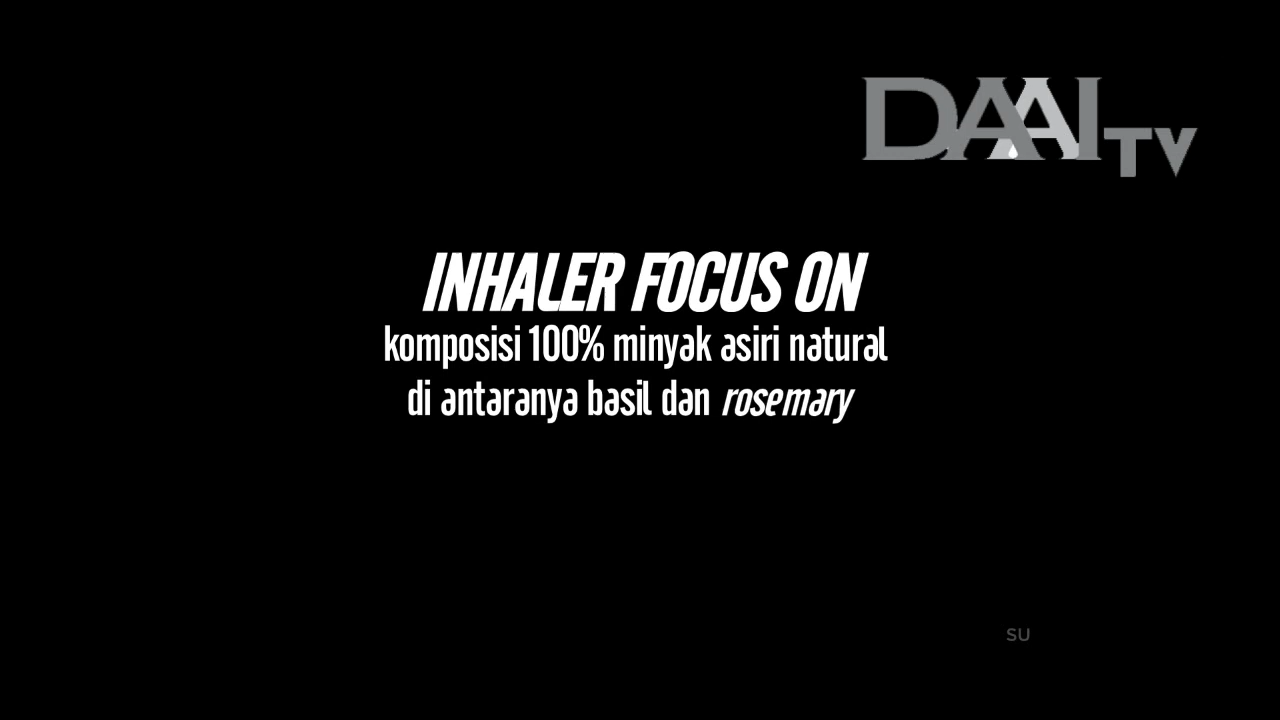 DAAI TV
INHALER FOCUS ON
komposisi 100% minyak asiri natural
di antaranya basil dan rosemary
SU